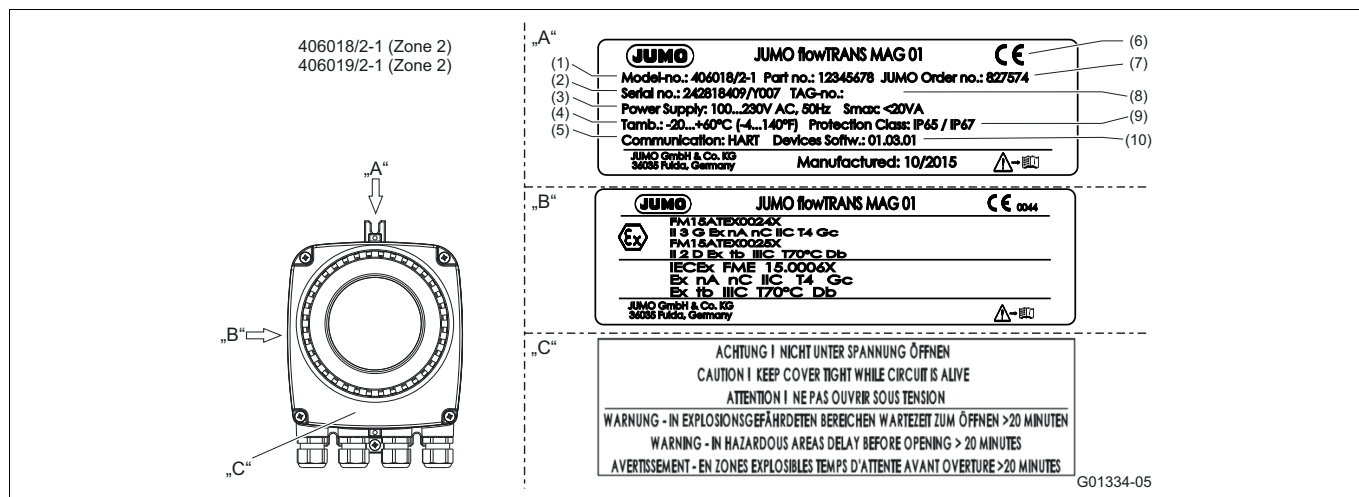 406018/2-1 (Zone 2)
406019/2-1 (Zone 2)
„A“
„B“
„C“
„A“
JUMO JUMO flowTRANS MAG 01 CE
(1) Model-no.: 406018/2-1 Part no.: 12345678 JUMO Order no.: 827574
(2) Serial no.: 242818409/Y007 TAG-no.:
(3) Power Supply: 100...230V AC, 50Hz Smax: <20VA
(4) Tamb.: -20...+60°C (-4...140°F) Protection Class: IP65 / IP67
(5) Communication: HART Devices Softw.: 01.03.01
JUMO GmbH & Co. KG
36035 Fulda, Germany
Manufactured: 10/2015
(6)
(7)
(8)
(9)
(10)
„B“
JUMO JUMO flowTRANS MAG 01 CE 0044
Ex
FM15ATEX0024X
II 3 G Ex nA nC IIC T4 Gc
FM15ATEX0025X
II 2 D Ex tb IIIC T70°C Db
IECEx FME 15.0006X
Ex nA nC IIC T4 Gc
Ex tb IIIC T70°C Db
JUMO GmbH & Co. KG
36035 Fulda, Germany
„C“
ACHTUNG ! NICHT UNTER SPANNUNG ÖFFNEN
CAUTION ! KEEP COVER TIGHT WHILE CIRCUIT IS ALIVE
ATTENTION ! NE PAS OUVRIR SOUS TENSION
WARNUNG - IN EXPLOSIONSGEFÄHRDETEN BEREICHEN WARTEZEIT ZUM ÖFFNEN >20 MINUTEN
WARNING - IN HAZARDOUS AREAS DELAY BEFORE OPENING > 20 MINUTES
AVERTISSEMENT - EN ZONES EXPLOSIBLES TEMPS D'ATTENTE AVANT OVERTURE >20 MINUTES
G01334-05